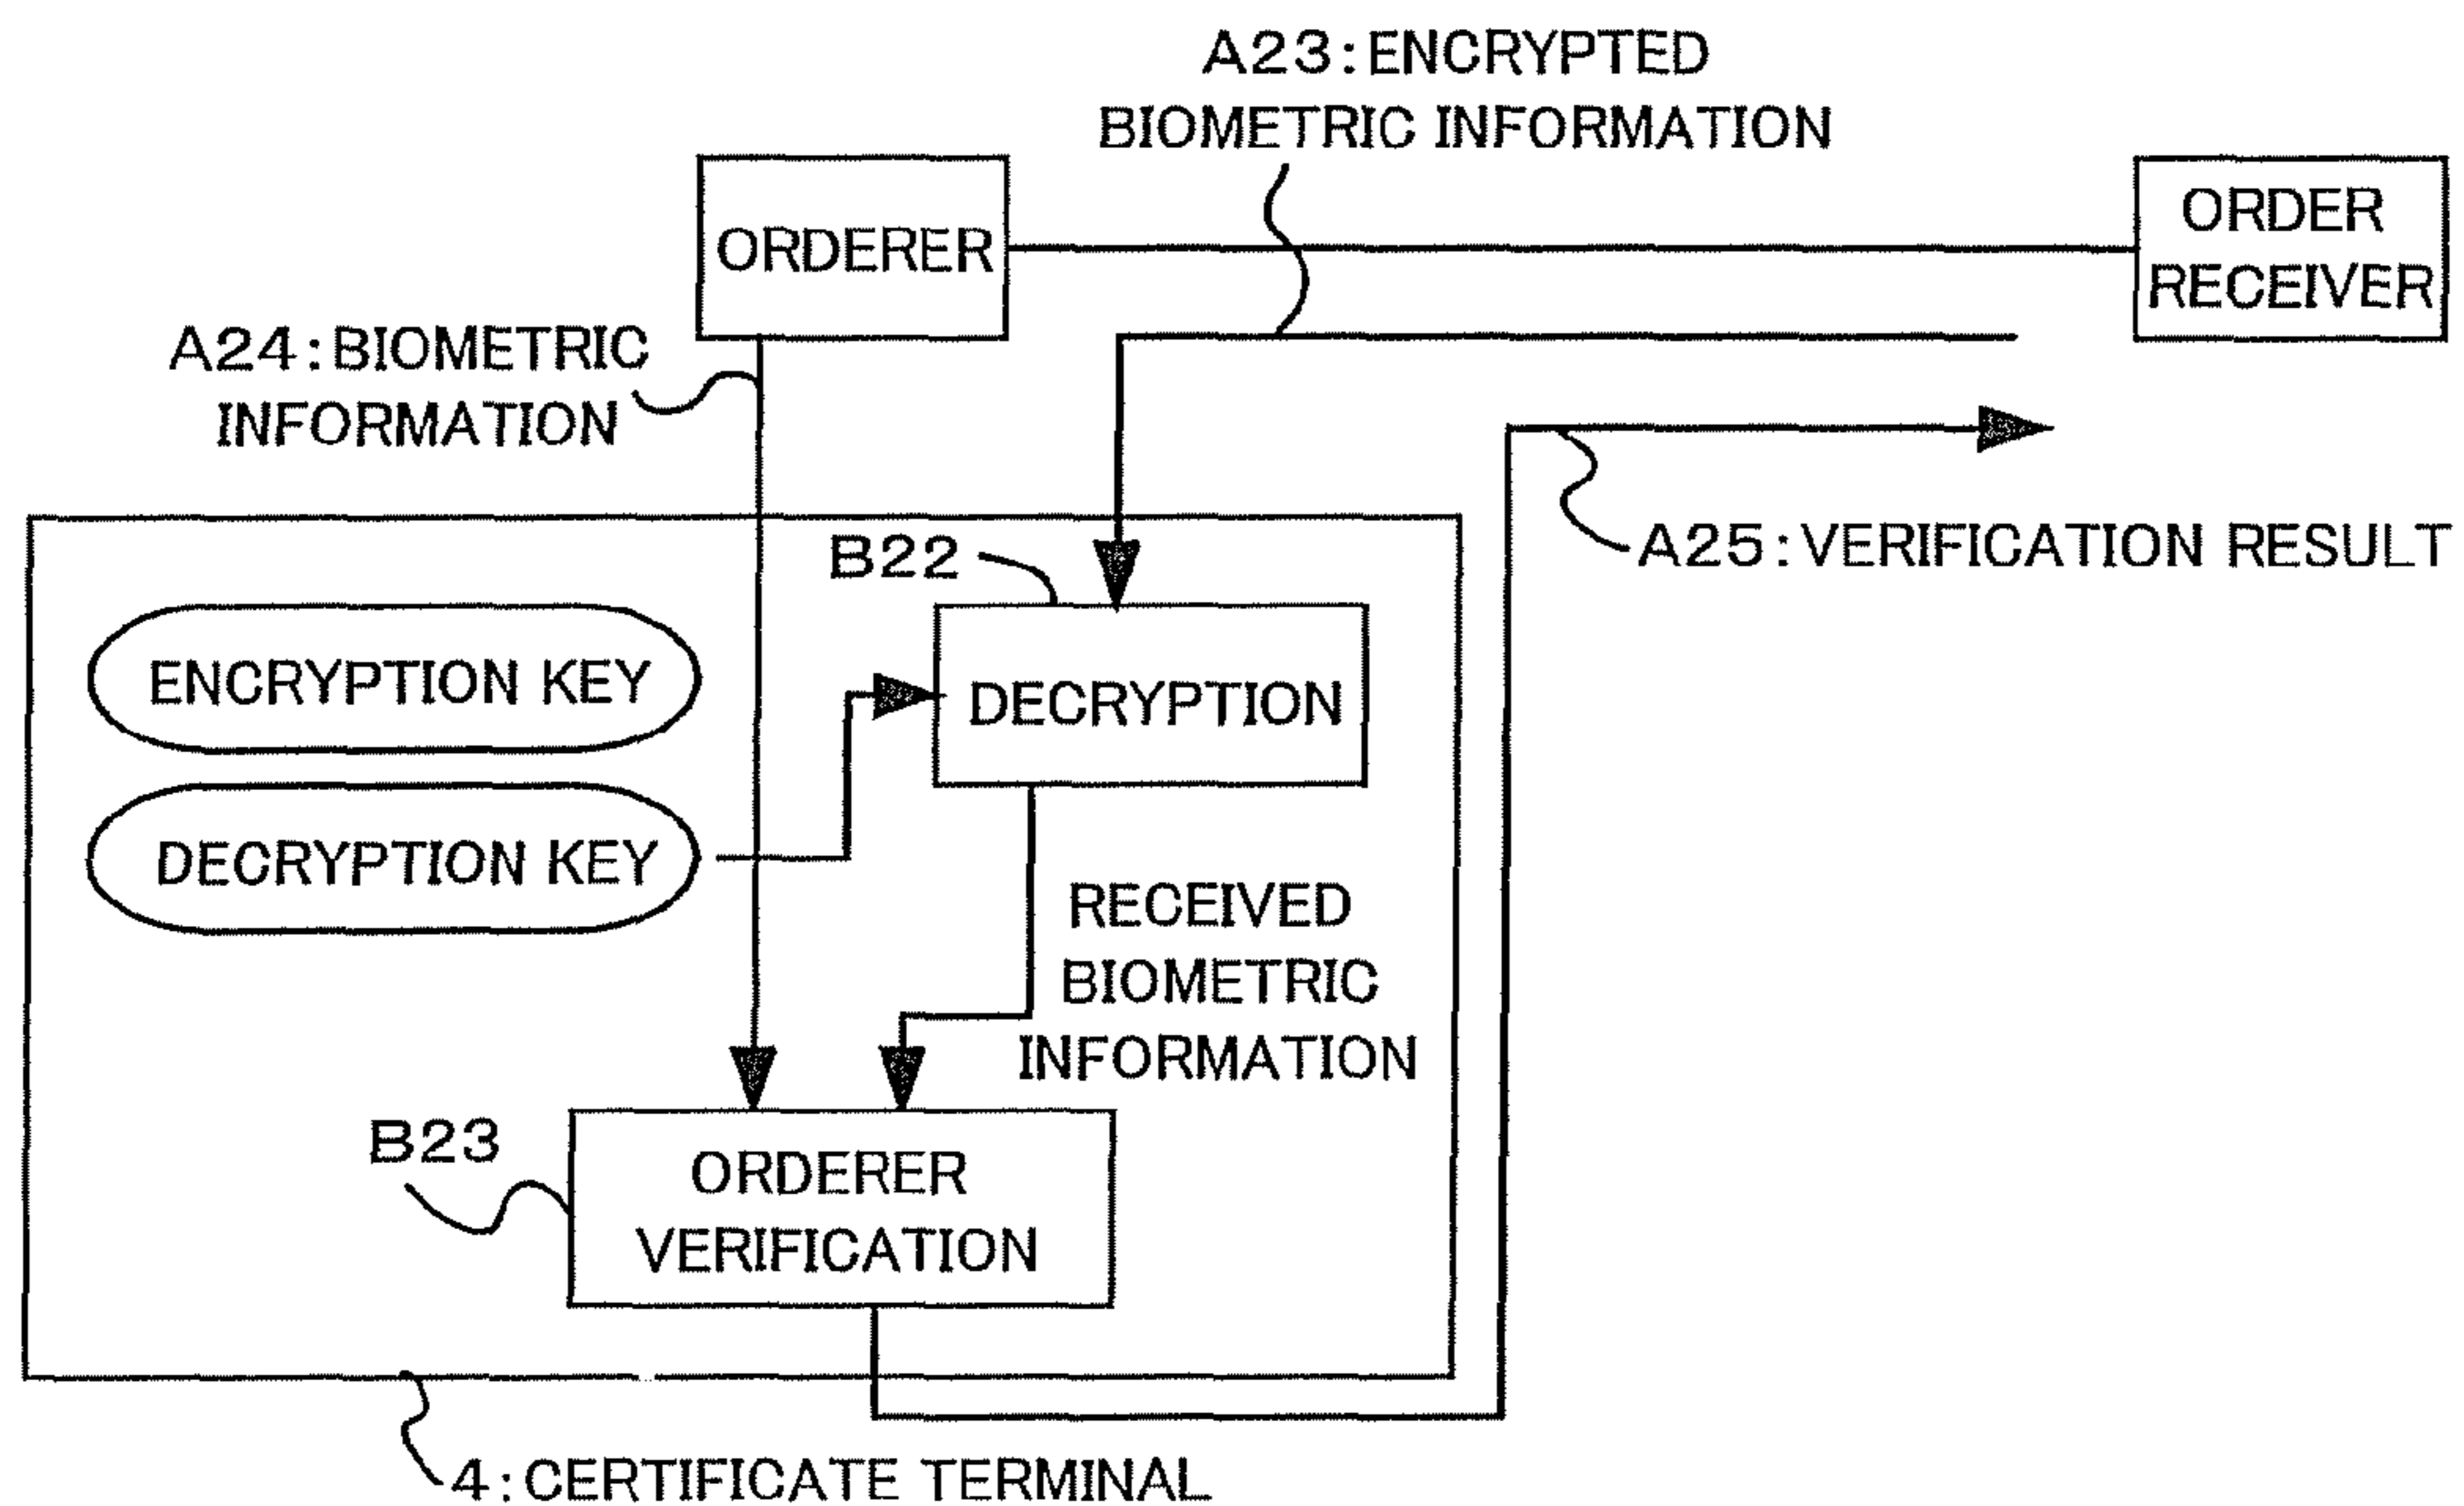 A23:ENCRYPTED
BIOMETRIC INFORMATION
ORDERER
ORDER
RECEIVER
A24:BIOMETRIC
INFORMATION
A25:VERIFICATION RESULT
B22
ENCRYPTION KEY
DECRYPTION
DECRYPTION KEY
RECEIVED
BIOMETRIC
INFORMATION
B23
ORDERER
VERIFICATION
4:CERTIFICATE TERMINAL